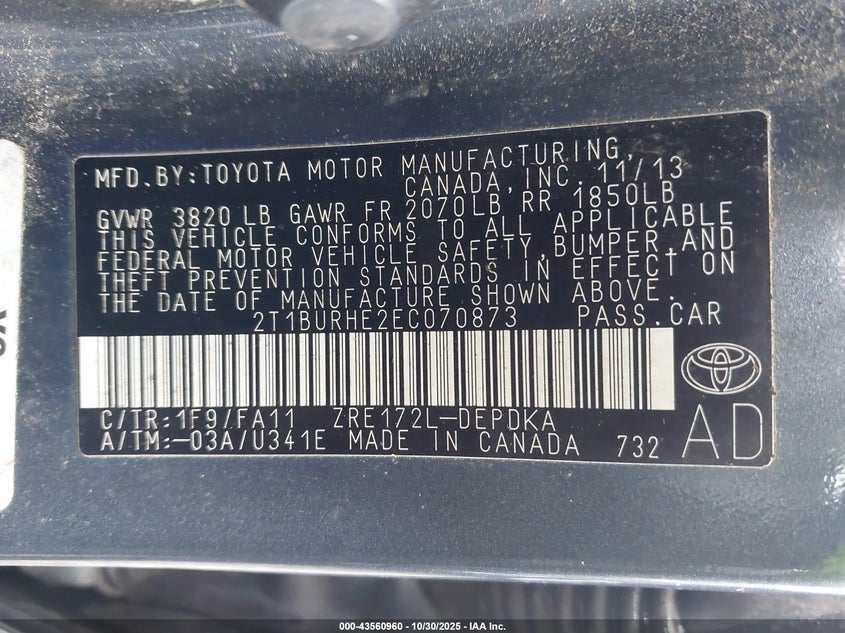 MFD.BY:TOYOTA MOTOR MANUFACTURING,
CANADA, INC. 11/13
GVWR 3820 LB GAWR FR 2070LB RR 1850LB
THIS VEHICLE CONFORMS TO ALL APPLICABLE
FEDERAL MOTOR VEHICLE SAFETY, BUMPER, AND
THEFT PREVENTION STANDARDS IN EFFECT ON
THE DATE OF MANUFACTURE SHOWN ABOVE.
2T1BURHE2EC070873 PASS.CAR
C/TR:1F9/FA11 ZRE172L-DEPDKA
A/TM:-03A/U341E MADE IN CANADA 732
AD
000-43560960 - 10/30/2025 - IAA Inc.